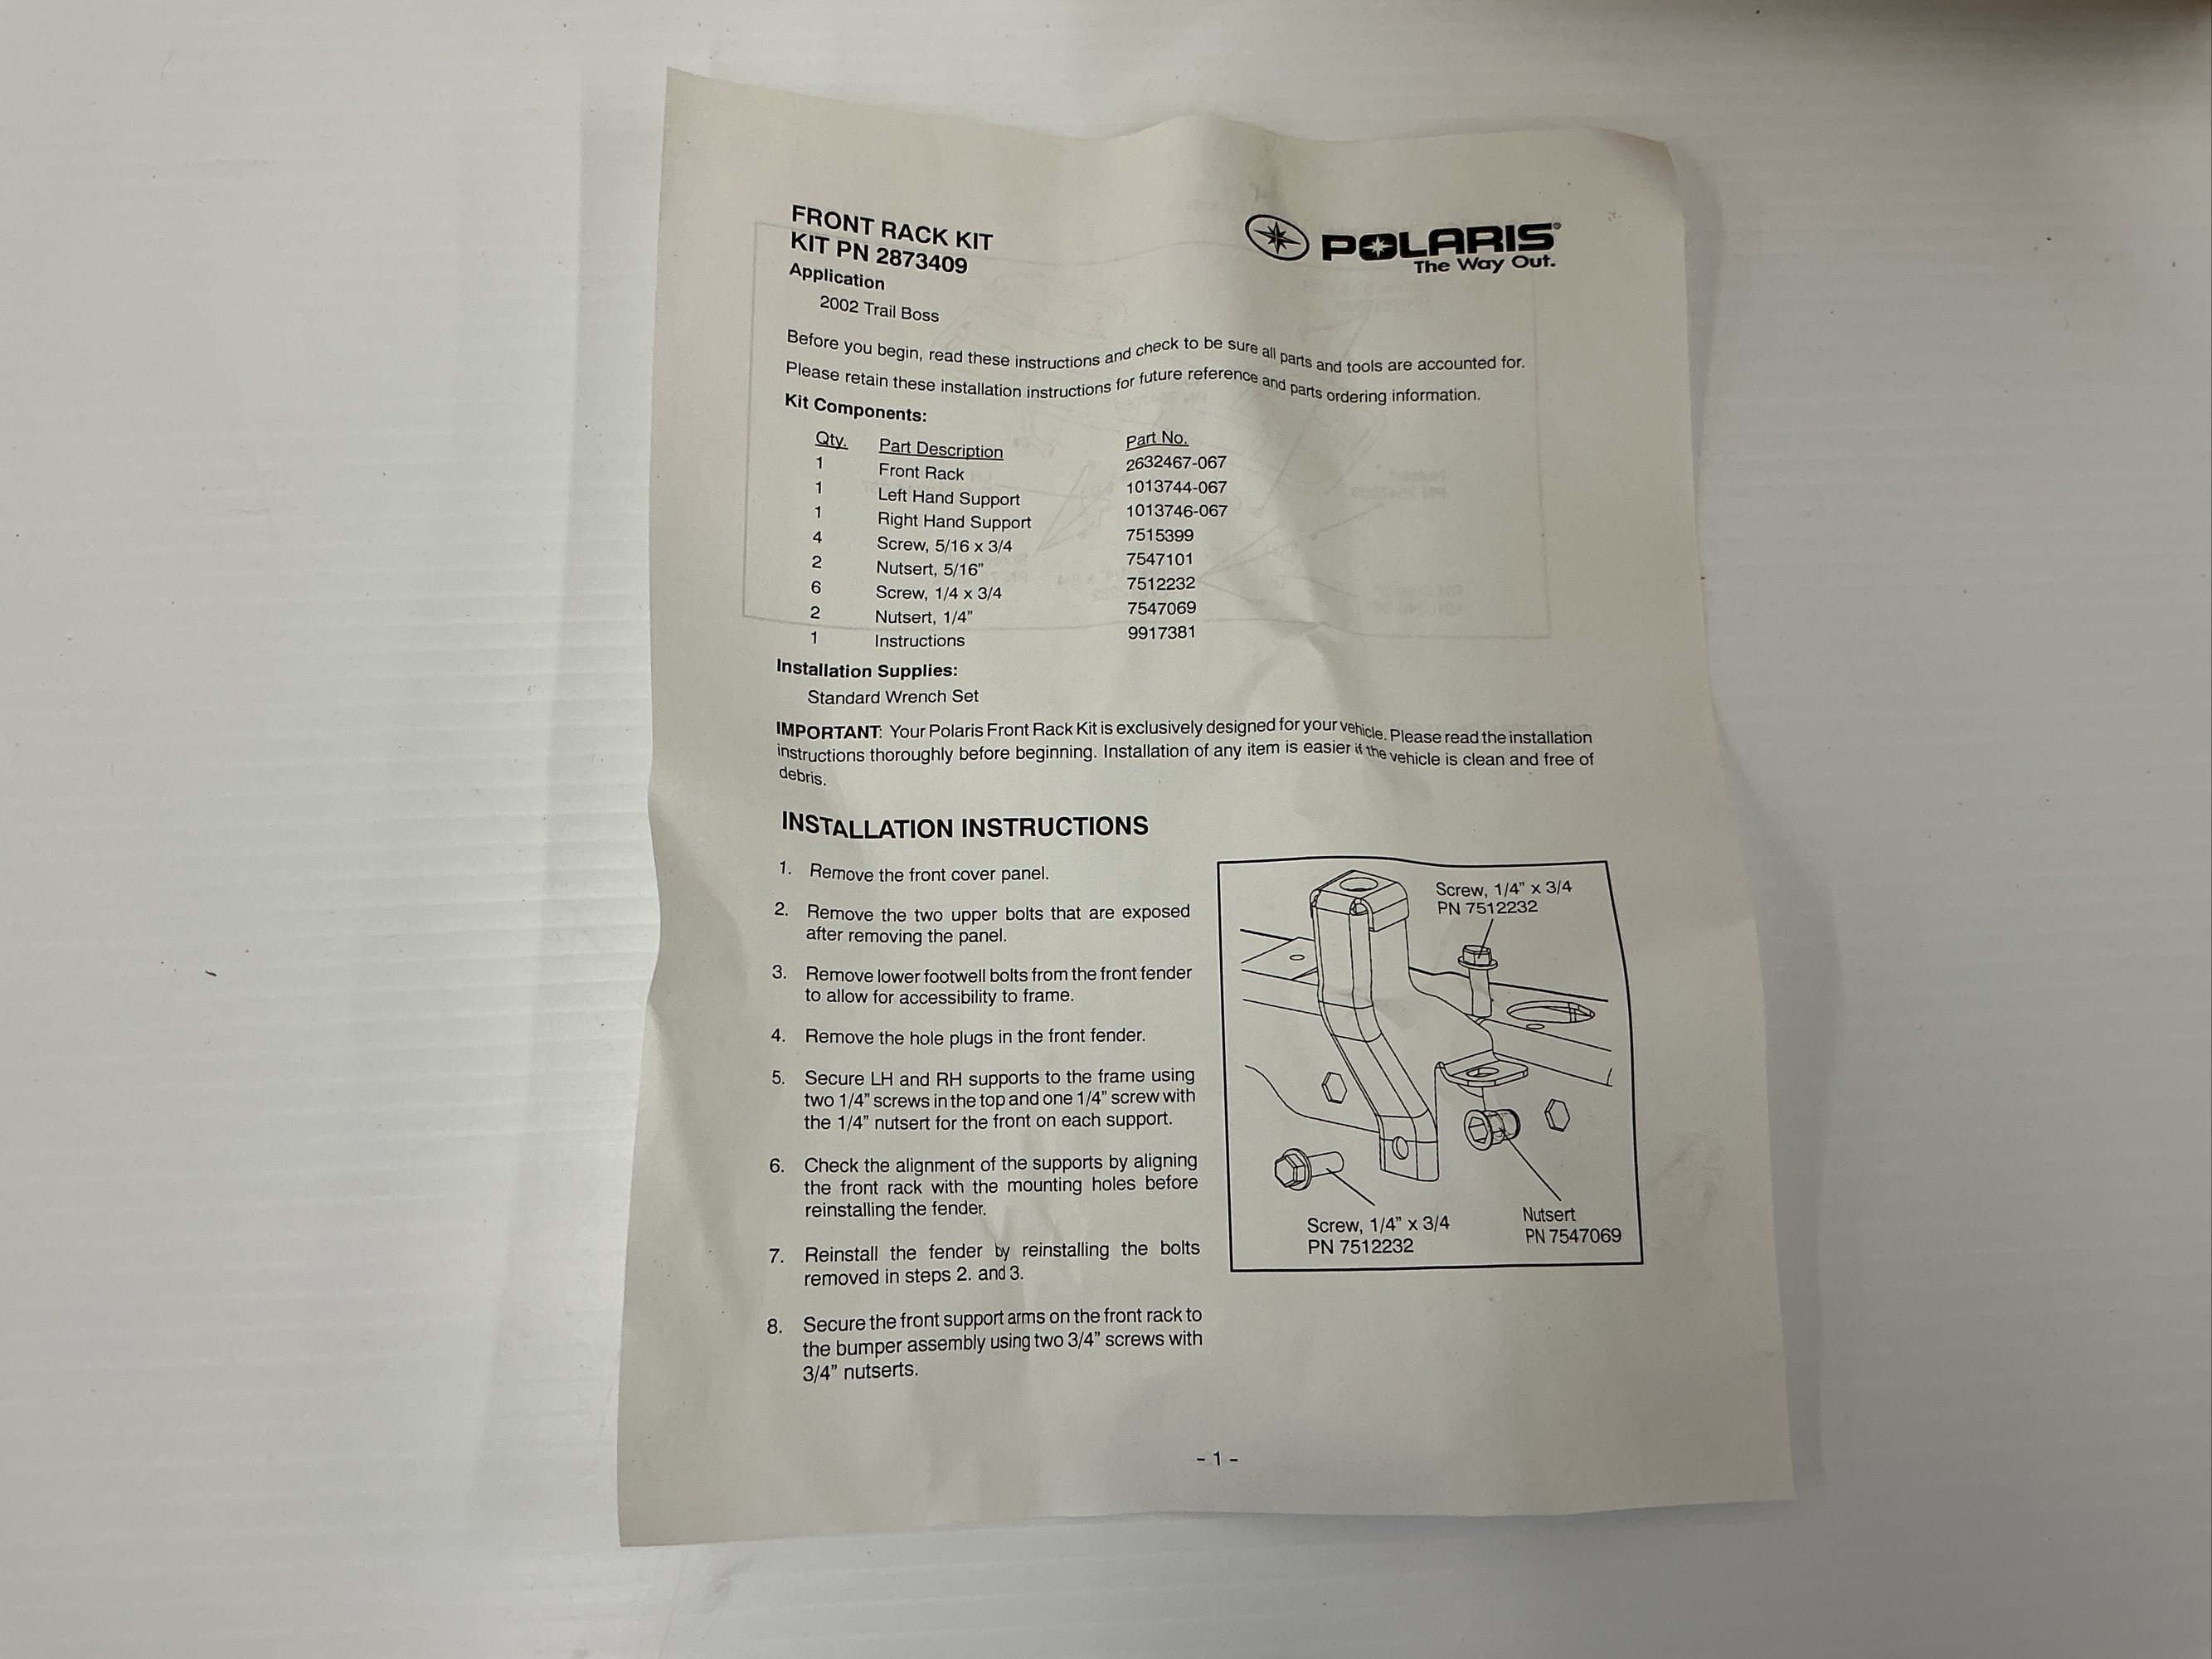 FRONT RACK KIT
KIT PN 2873409
POLARIS®
The Way Out.
Application
2002 Trail Boss
Before you begin, read these instructions and check to be sure all parts and tools are accounted for.
Please retain these installation instructions for future reference and parts ordering information.
Kit Components:
Qty. Part Description Part No.
1 Front Rack 2632467-067
1 Left Hand Support 1013744-067
1 Right Hand Support 1013746-067
4 Screw, 5/16 x 3/4 7515399
2 Nutsert, 5/16” 7547101
6 Screw, 1/4 x 3/4 7512232
2 Nutsert, 1/4” 7547069
1 Instructions 9917381
Installation Supplies:
Standard Wrench Set
IMPORTANT: Your Polaris Front Rack Kit is exclusively designed for your vehicle. Please read the installation
instructions thoroughly before beginning. Installation of any item is easier if the vehicle is clean and free of
debris.
INSTALLATION INSTRUCTIONS
1. Remove the front cover panel.
2. Remove the two upper bolts that are exposed
after removing the panel.
3. Remove lower footwell bolts from the front fender
to allow for accessibility to frame.
4. Remove the hole plugs in the front fender.
5. Secure LH and RH supports to the frame using
two 1/4” screws in the top and one 1/4” screw with
the 1/4” nutsert for the front on each support.
6. Check the alignment of the supports by aligning
the front rack with the mounting holes before
reinstalling the fender.
7. Reinstall the fender by reinstalling the bolts
removed in steps 2. and 3.
8. Secure the front support arms on the front rack to
the bumper assembly using two 3/4” screws with
3/4” nutserts.
Screw, 1/4” x 3/4
PN 7512232
Screw, 1/4” x 3/4
PN 7512232
Nutsert
PN 7547069
- 1 -